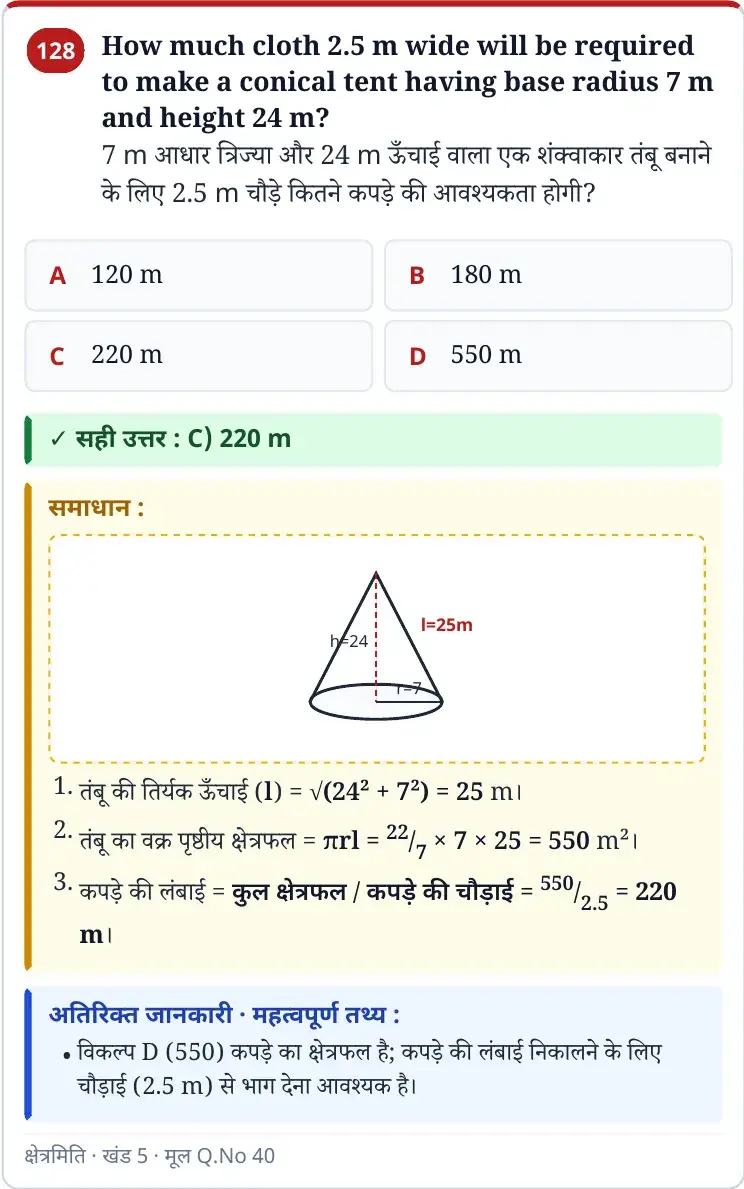 128
How much cloth 2.5 m wide will be required
to make a conical tent having base radius 7 m
and height 24 m?
7 m आधार त्रिज्या और 24 m ऊँचाई वाला एक शंक्वाकार तंबू बनाने
के लिए 2.5 m चौड़े कितने कपड़े की आवश्यकता होगी?
A 120 m
B 180 m
C 220 m
D 550 m
✓ सही उत्तर : C) 220 m
समाधान :
l=25m
h=24
r=7
1. तंबू की तिर्यक ऊँचाई (l) = √(24² + 7²) = 25 m।
2. तंबू का वक्र पृष्ठीय क्षेत्रफल = πrl = 22/7 × 7 × 25 = 550 m²।
3. कपड़े की लंबाई = कुल क्षेत्रफल / कपड़े की चौड़ाई = 550/2.5 = 220
m।
अतिरिक्त जानकारी · महत्वपूर्ण तथ्य :
• विकल्प D (550) कपड़े का क्षेत्रफल है; कपड़े की लंबाई निकालने के लिए
चौड़ाई (2.5 m) से भाग देना आवश्यक है।
क्षेत्रमिति · खंड 5 · मूल Q.No 40